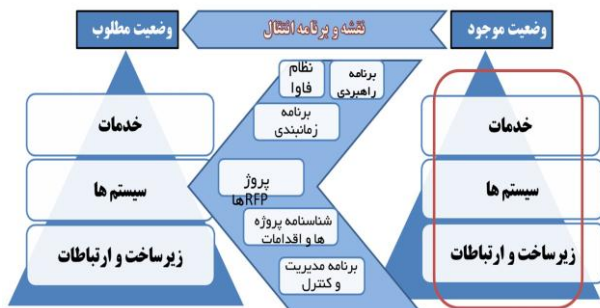 وضعیت موجود
نقشه و برنامه انتقال
وضعیت مطلوب
خدمات
سیستم ها
زیرساخت و ارتباطات
برنامه
راهبردی
نظام
فاوا
برنامه
زمانبندی
پروژ
RFPها
شناسنامه پروژه
ها و اقدامات
برنامه مدیریت
و کنترل
خدمات
سیستم ها
زیرساخت و ارتباطات